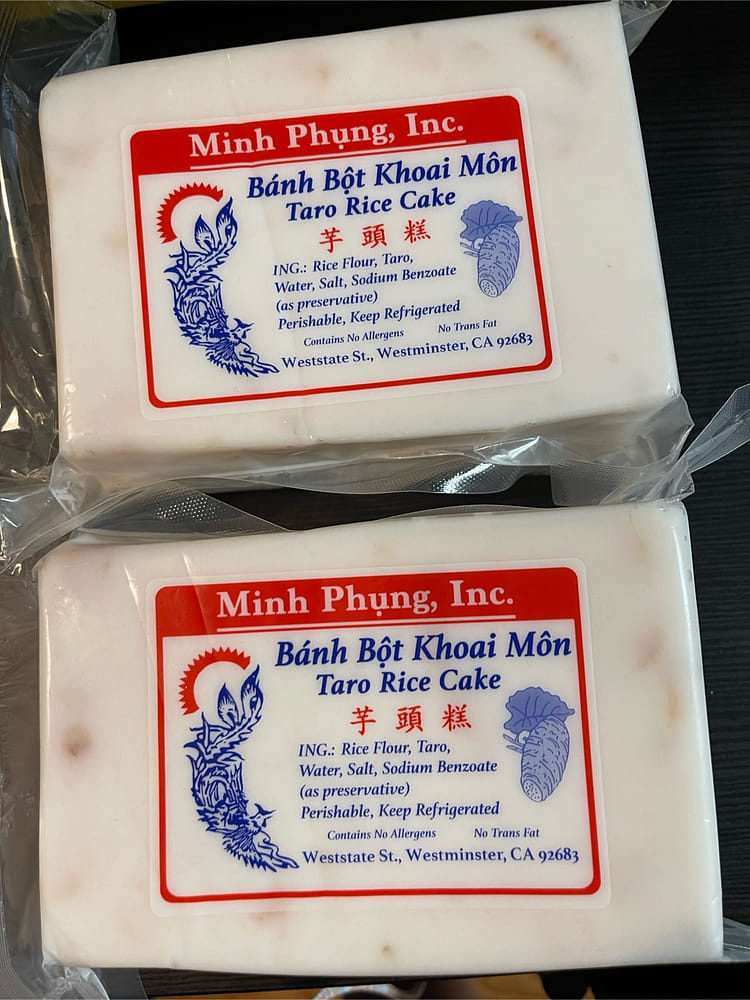 Minh Phụng, Inc.
Bánh Bột Khoai Môn
Taro Rice Cake
芋頭糕
ING.: Rice Flour, Taro,
Water, Salt, Sodium Benzoate
(as preservative)
Perishable, Keep Refrigerated
Contains No Allergens No Trans Fat
Weststate St., Westminster, CA 92683
Minh Phụng, Inc.
Bánh Bột Khoai Môn
Taro Rice Cake
芋頭糕
ING.: Rice Flour, Taro,
Water, Salt, Sodium Benzoate
(as preservative)
Perishable, Keep Refrigerated
Contains No Allergens No Trans Fat
Weststate St., Westminster, CA 92683